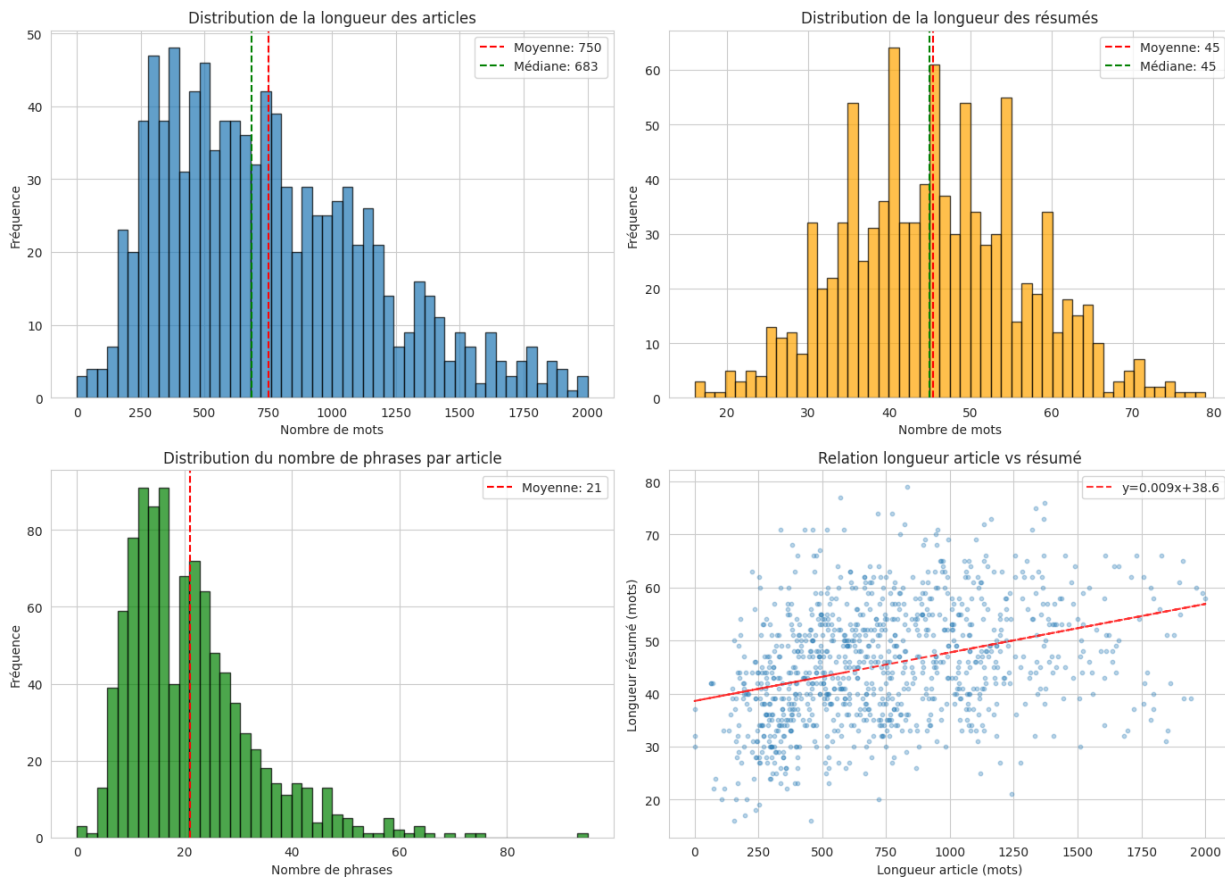 Distribution de la longueur des articles
Moyenne: 750
Médiane: 683
Fréquence
50
40
30
20
10
0
0 250 500 750 1000 1250 1500 1750 2000
Nombre de mots
Distribution de la longueur des résumés
Moyenne: 45
Médiane: 45
Fréquence
60
50
40
30
20
10
0
20 30 40 50 60 70 80
Nombre de mots
Distribution du nombre de phrases par article
Moyenne: 21
Fréquence
80
60
40
20
0
0 20 40 60 80
Nombre de phrases
Relation longueur article vs résumé
y=0.009x+38.6
Longueur résumé (mots)
80
70
60
50
40
30
20
0 250 500 750 1000 1250 1500 1750 2000
Longueur article (mots)